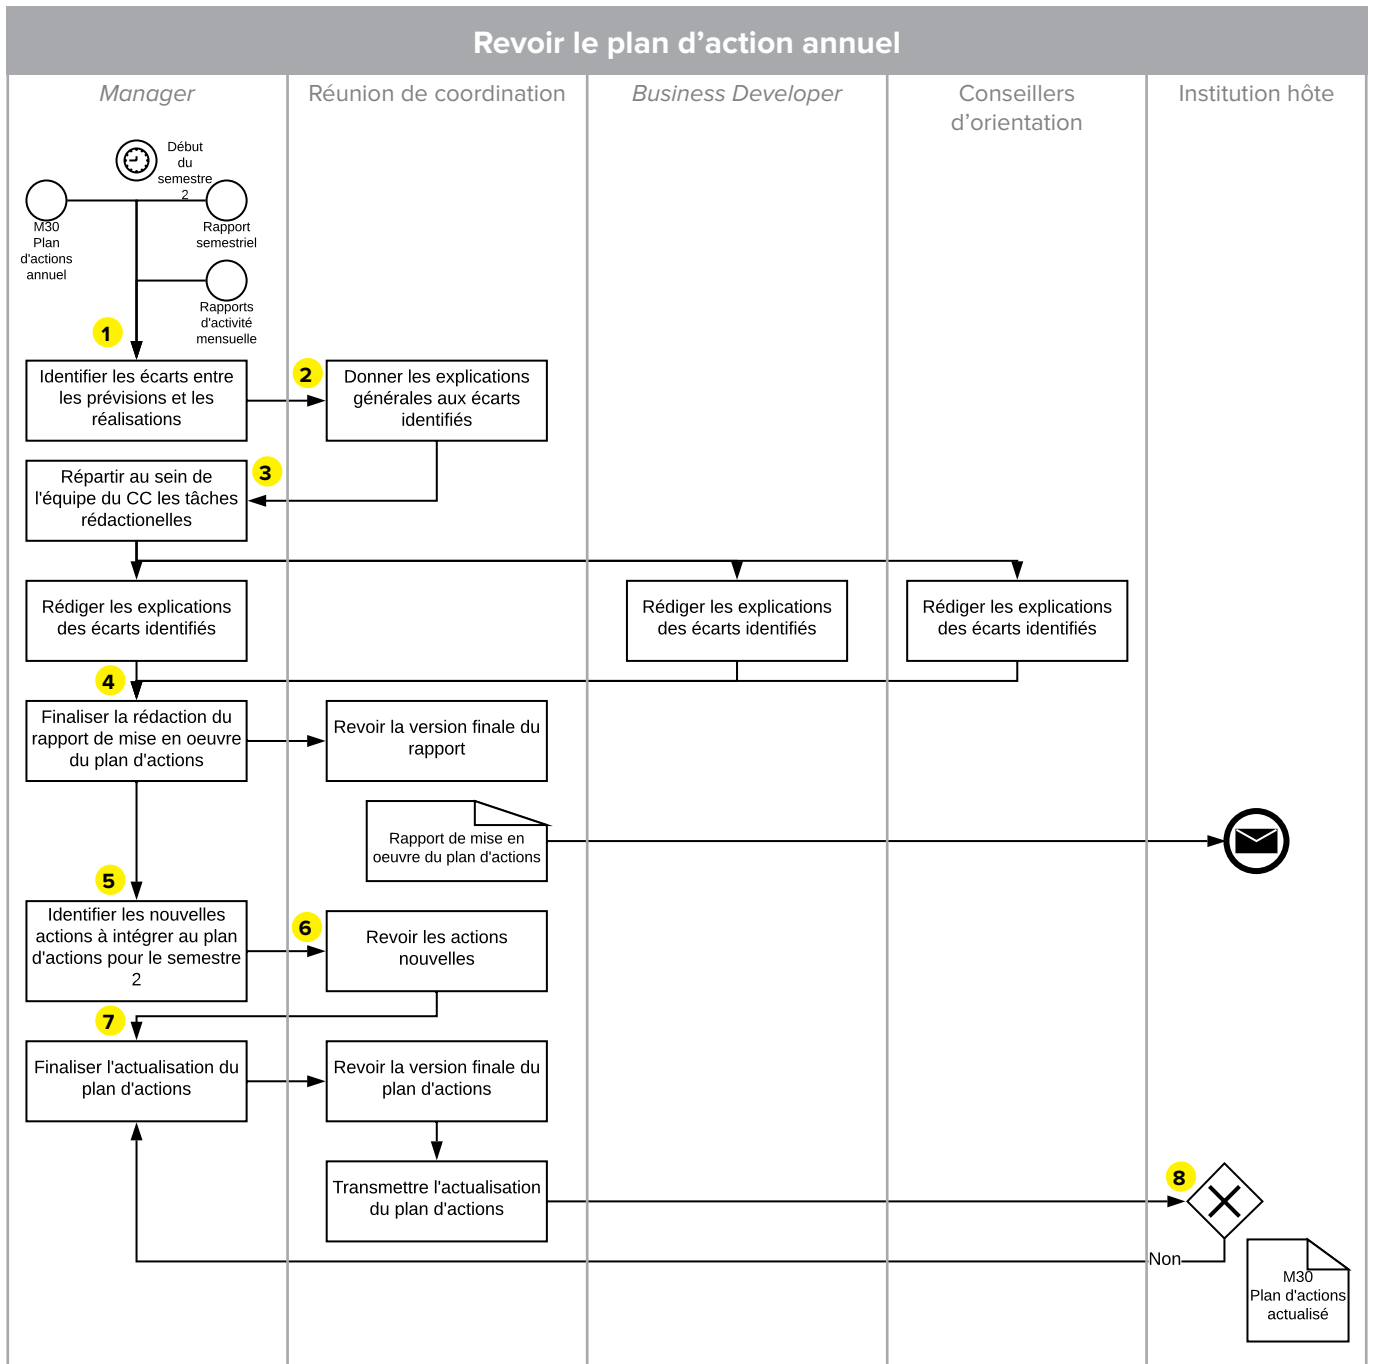 Revoir le plan d’action annuel
Manager
Réunion de coordination
Business Developer
Conseillers
d’orientation
Institution hôte
Début
du
semestre
2
M30
Plan
d'actions
annuel
Rapport
semestriel
Rapports
d'activité
mensuelle
1
Identifier les écarts entre
les prévisions et les
réalisations
2
Donner les explications
générales aux écarts
identifiés
3
Répartir au sein de
l'équipe du CC les tâches
rédactionelles
Rédiger les explications
des écarts identifiés
Rédiger les explications
des écarts identifiés
Rédiger les explications
des écarts identifiés
4
Finaliser la rédaction du
rapport de mise en oeuvre
du plan d'actions
Revoir la version finale du
rapport
Rapport de mise en
oeuvre du plan d'actions
5
Identifier les nouvelles
actions à intégrer au plan
d'actions pour le semestre
2
6
Revoir les actions
nouvelles
7
Finaliser l'actualisation du
plan d'actions
Revoir la version finale du
plan d'actions
Transmettre l'actualisation
du plan d'actions
8
Non
M30
Plan d'actions
actualisé